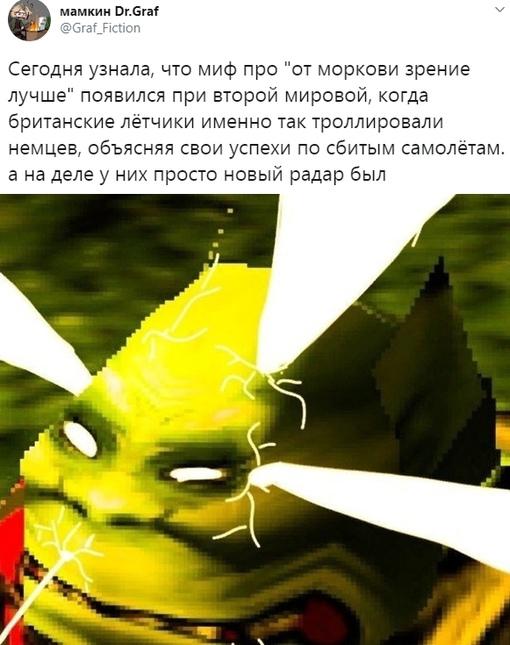 мамкин Dr.Graf
@Graf_Fiction
Сегодня узнала, что миф про "от моркови зрение
лучше" появился при второй мировой, когда
британские лётчики именно так троллировали
немцев, объясняя свои успехи по сбитым самолётам.
а на деле у них просто новый радар был